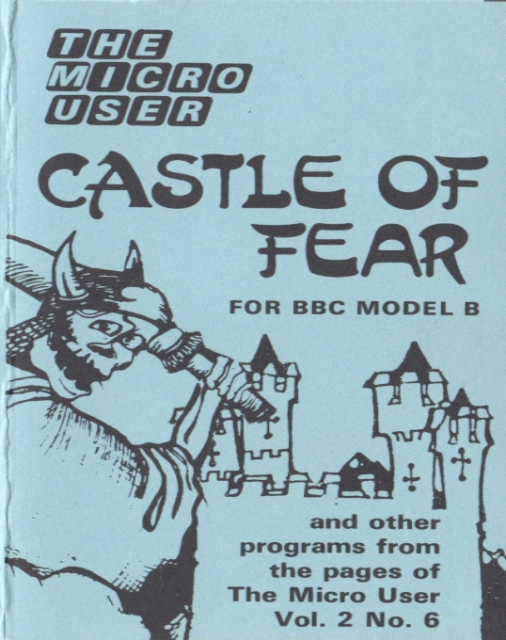 THE
MICRO
USER
CASTLE OF
FEAR
FOR BBC MODEL B
and other
programs from
the pages of
The Micro User
Vol. 2 No. 6